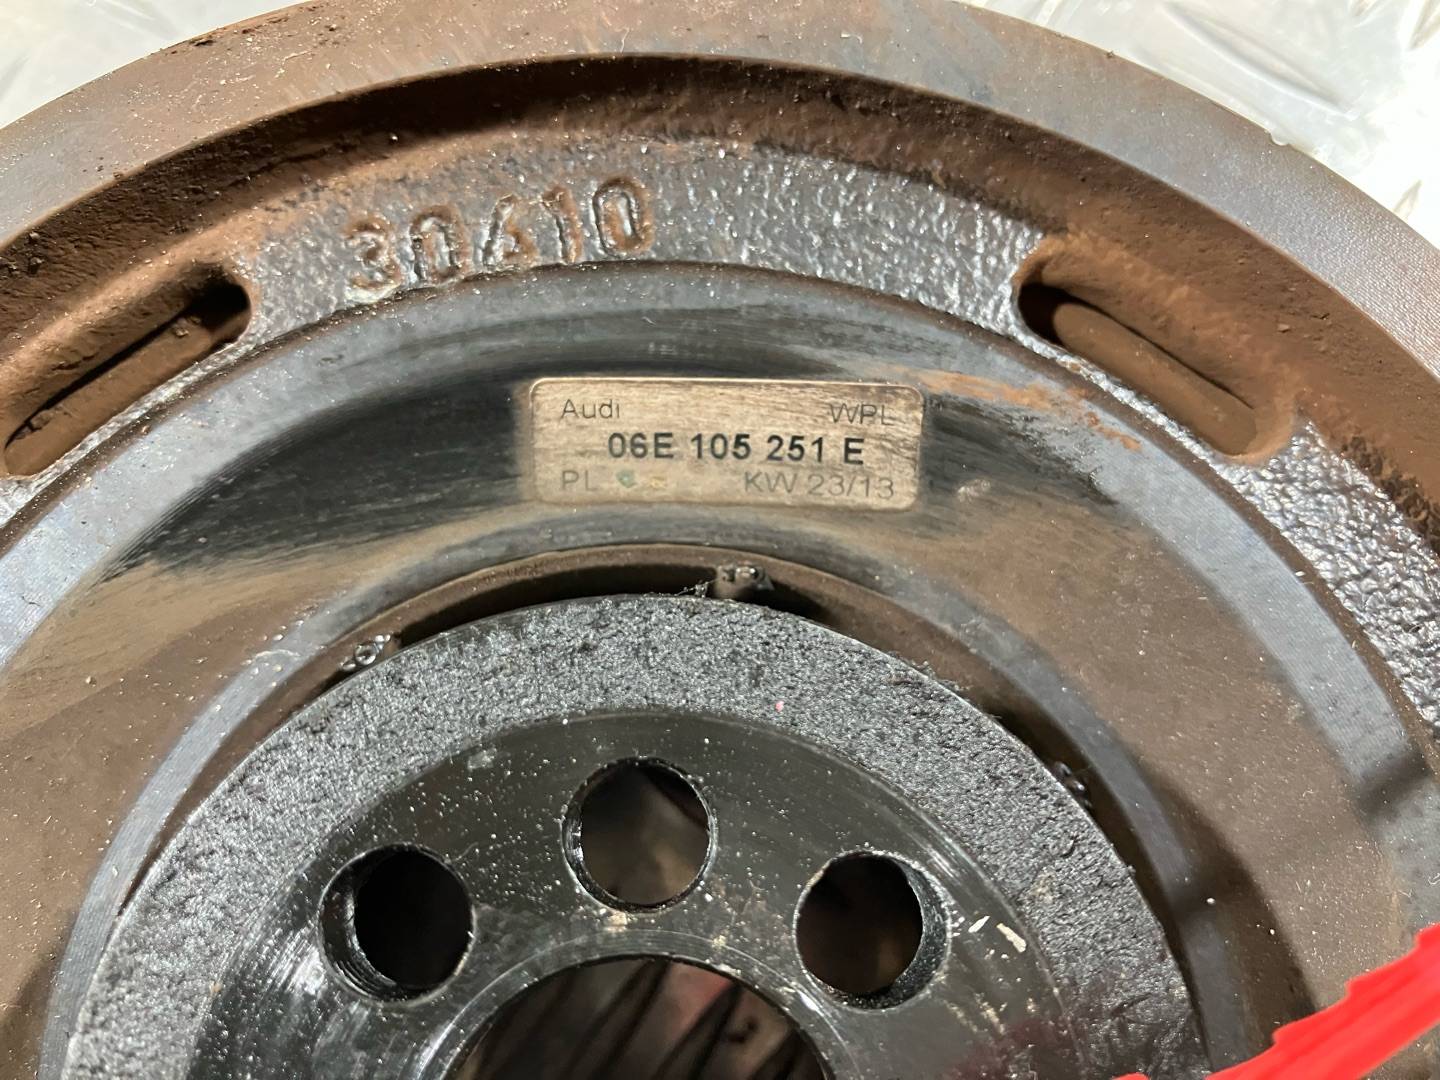 30410
Audi WPL
06E 105 251 E
PL KW 23/13